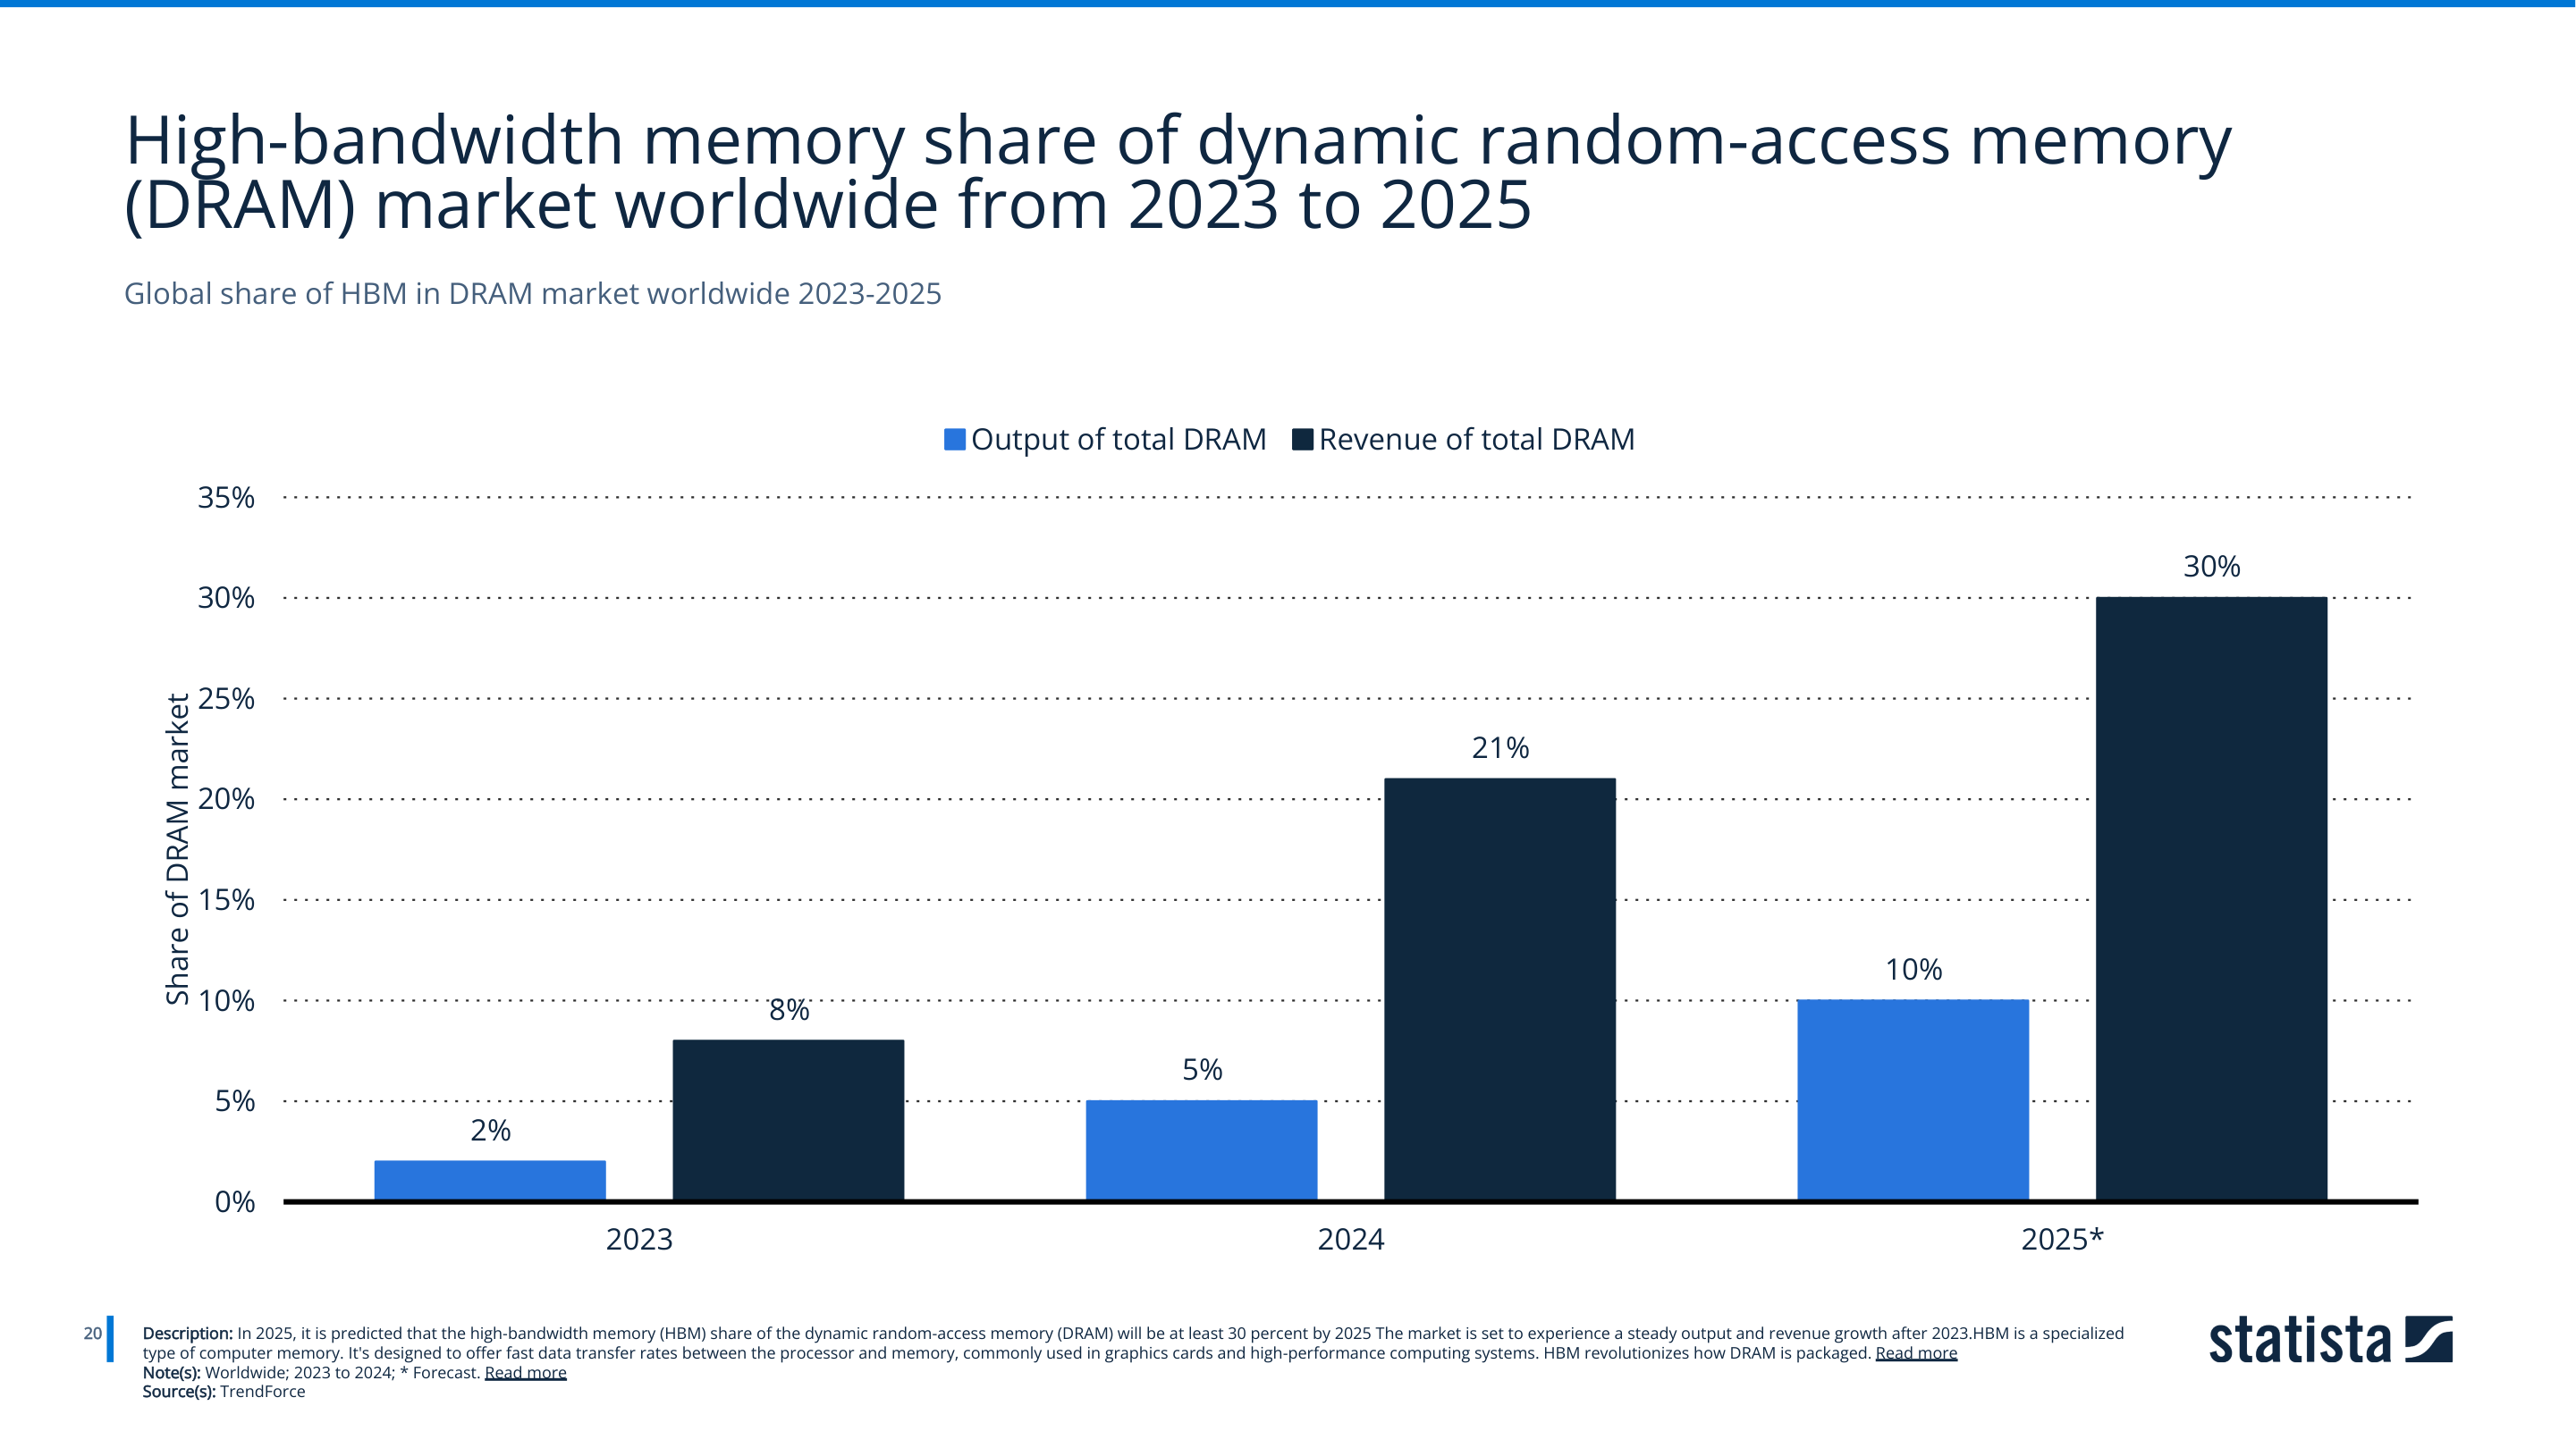 High-bandwidth memory share of dynamic random-access memory
(DRAM) market worldwide from 2023 to 2025
Global share of HBM in DRAM market worldwide 2023-2025
Output of total DRAM Revenue of total DRAM
Share of DRAM market
35%
30%
25%
20%
15%
10%
5%
0%
2%
8%
5%
21%
10%
30%
2023
2024
2025*
20
Description: In 2025, it is predicted that the high-bandwidth memory (HBM) share of the dynamic random-access memory (DRAM) will be at least 30 percent by 2025 The market is set to experience a steady output and revenue growth after 2023.HBM is a specialized
type of computer memory. It's designed to offer fast data transfer rates between the processor and memory, commonly used in graphics cards and high-performance computing systems. HBM revolutionizes how DRAM is packaged. Read more
Note(s): Worldwide; 2023 to 2024; * Forecast. Read more
Source(s): TrendForce
statista